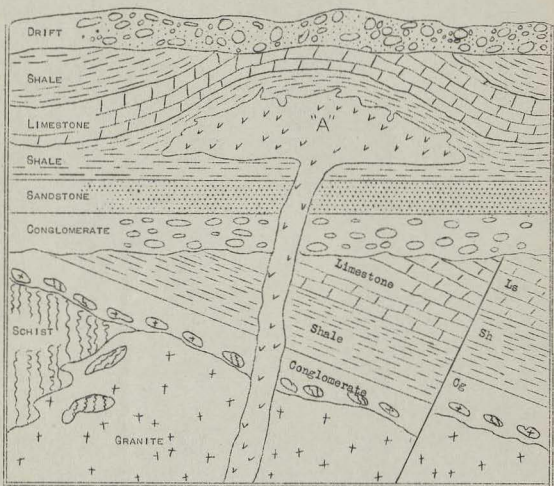 DRIFT
SHALE
LIMESTONE
"A"
SHALE
SANDSTONE
CONGLOMERATE
Limestone
Ls
SCHIST
Shale
Sh
Conglomerate
Cg
GRANITE